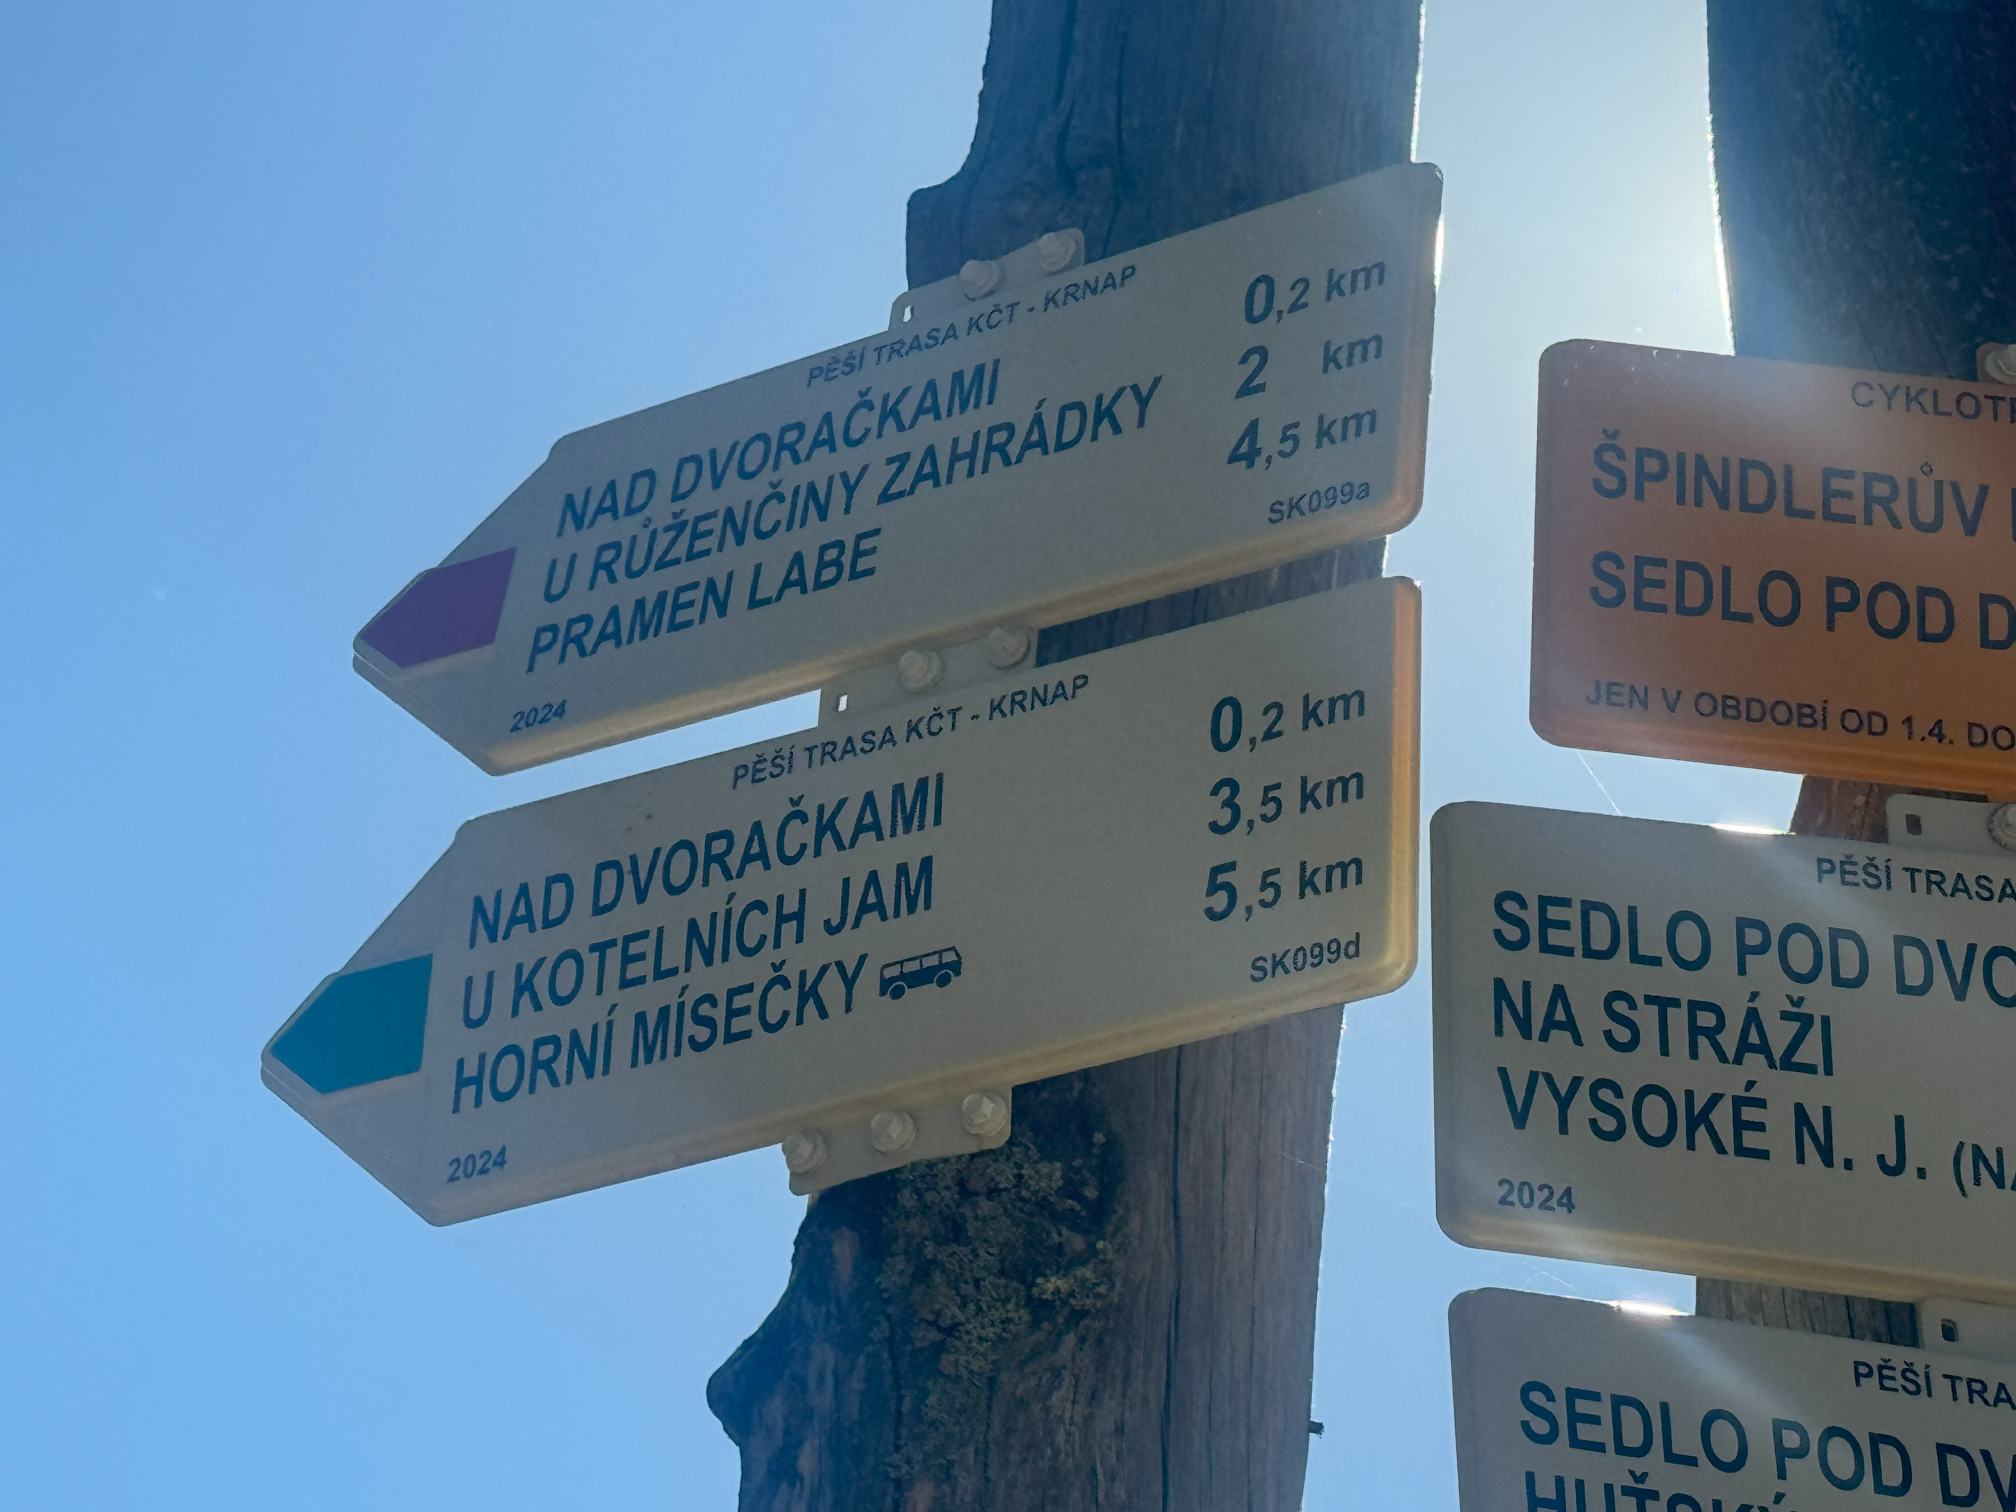 PĚŠÍ TRASA KČT - KRNAP
NAD DVORAČKAMI 0,2 km
U RŮŽENČINY ZAHRÁDKY 2 km
PRAMEN LABE 4,5 km
SK099a
2024
PĚŠÍ TRASA KČT - KRNAP
NAD DVORAČKAMI 0,2 km
U KOTELNÍCH JAM 3,5 km
HORNÍ MÍSEČKY 5,5 km
SK099d
2024
ŠPINDLERŮV
SEDLO POD
JEN V OBDOBÍ OD 1.4. DO
PĚŠÍ TRASA
SEDLO POD
NA STRÁŽI
VYSOKÉ N. J.
2024
PĚŠÍ
SEDLO POD